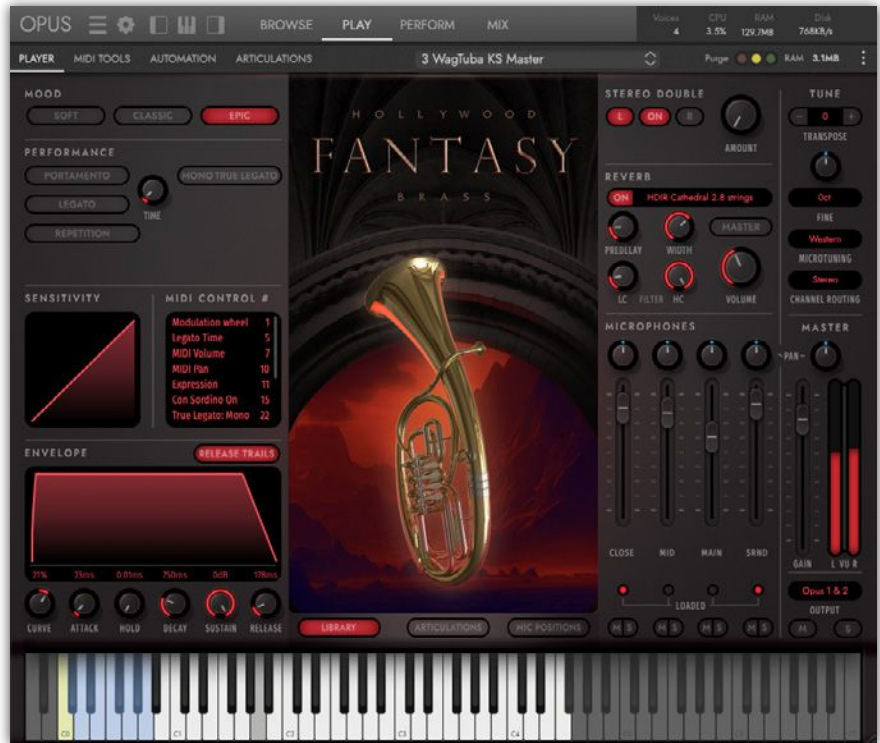 OPUS BROWSE PLAY PERFORM MIX
Voices CPU RAM Disk
4 3.5% 129.7MB 768KB/s
PLAYER MIDI TOOLS AUTOMATION ARTICULATIONS 3 WagTuba KS Master Purge RAM 3.1MB
MOOD
SOFT CLASSIC EPIC
PERFORMANCE
PORTAMENTO MONO TRUE LEGATO
LEGATO
TIME
REPETITION
SENSITIVITY
MIDI CONTROL #
Modulation wheel 1
Legato Time 5
MIDI Volume 7
MIDI Pan 10
Expression 11
Con Sordino On 15
True Legato: Mono 22
ENVELOPE RELEASE TRAILS
21% 23ms 0.01ms 750ms 0dB 178ms
CURVE ATTACK HOLD DECAY SUSTAIN RELEASE
HOLLYWOOD
FANTASY
BRASS
LIBRARY ARTICULATIONS MIC POSITIONS
STEREO DOUBLE
L ON R
AMOUNT
REVERB
ON HDIR Cathedral 2.8 strings
PREDELAY WIDTH MASTER
LC FILTER HC VOLUME
MICROPHONES
CLOSE MID MAIN SRND
LOADED
M S M S M S M S
TUNE
- 0 +
TRANSPOSE
0ct
FINE
Western
MICROTUNING
Stereo
CHANNEL ROUTING
MASTER
PAN
GAIN L VU R
Opus 1 & 2
OUTPUT
M S
C0 C1 C2 C3 C4